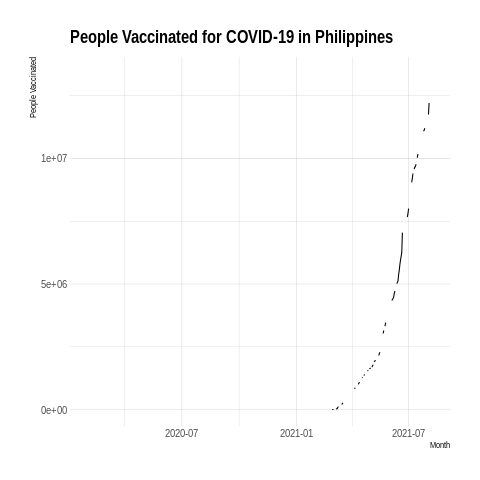 People Vaccinated for COVID-19 in Philippines
People Vaccinated
1e+07
5e+06
0e+00
2020-07 2021-01 2021-07
Month